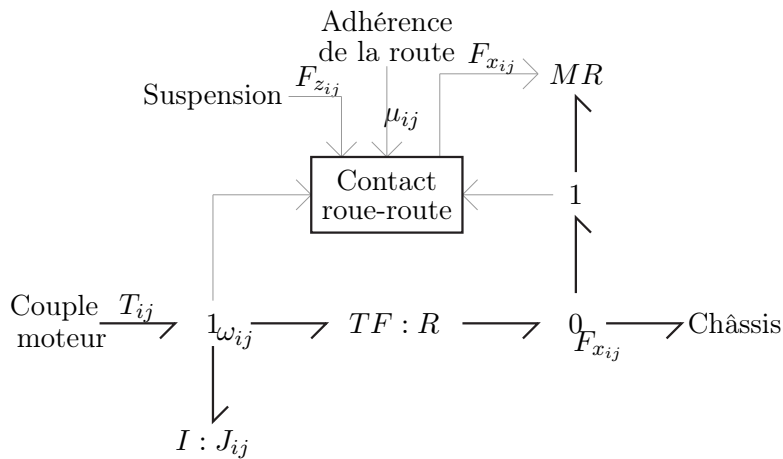 Adhérence
de la route
F_{x_{ij}}
F_{z_{ij}}
MR
Suspension
μ_{ij}
Contact
roue-route
1
Couple
moteur
T_{ij}
1
ω_{ij}
TF : R
0
F_{x_{ij}}
Châssis
I : J_{ij}